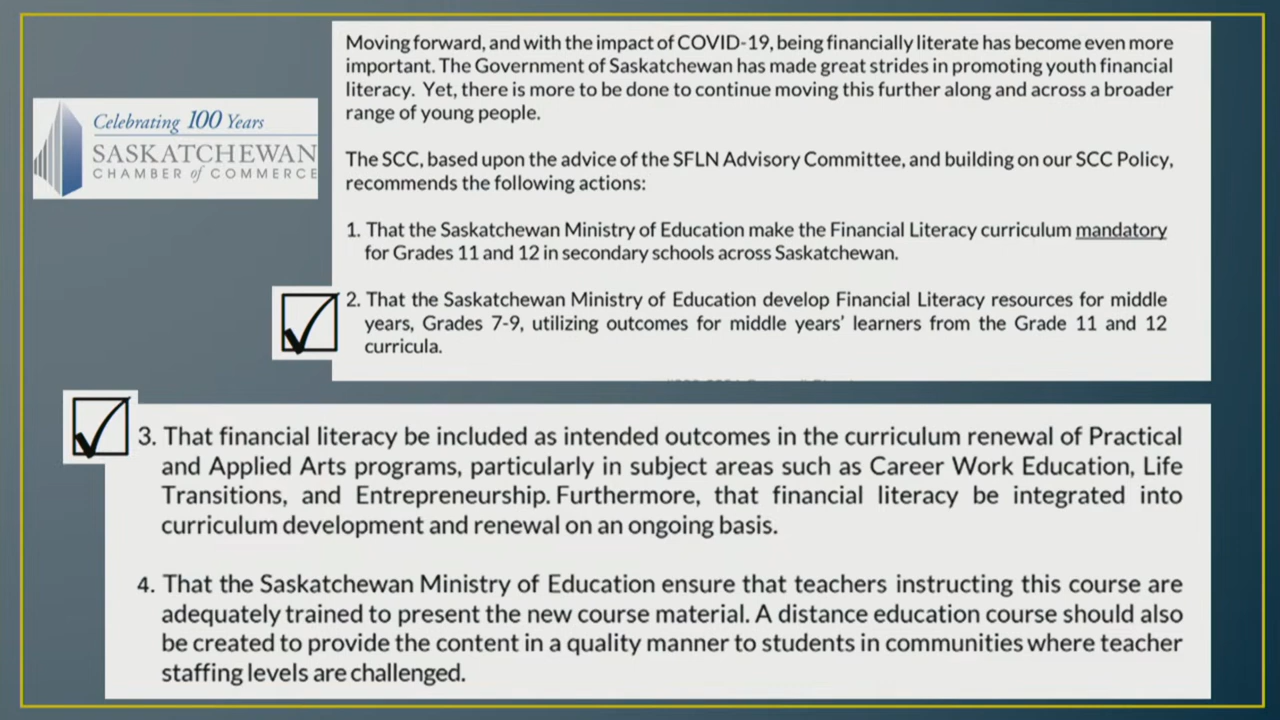 Celebrating 100 Years
SASKATCHEWAN
CHAMBER of COMMERCE
Moving forward, and with the impact of COVID-19, being financially literate has become even more
important. The Government of Saskatchewan has made great strides in promoting youth financial
literacy. Yet, there is more to be done to continue moving this further along and across a broader
range of young people.
The SCC, based upon the advice of the SFLN Advisory Committee, and building on our SCC Policy,
recommends the following actions:
1. That the Saskatchewan Ministry of Education make the Financial Literacy curriculum mandatory
for Grades 11 and 12 in secondary schools across Saskatchewan.
2. That the Saskatchewan Ministry of Education develop Financial Literacy resources for middle
years, Grades 7-9, utilizing outcomes for middle years' learners from the Grade 11 and 12
curricula.
3. That financial literacy be included as intended outcomes in the curriculum renewal of Practical
and Applied Arts programs, particularly in subject areas such as Career Work Education, Life
Transitions, and Entrepreneurship. Furthermore, that financial literacy be integrated into
curriculum development and renewal on an ongoing basis.
4. That the Saskatchewan Ministry of Education ensure that teachers instructing this course are
adequately trained to present the new course material. A distance education course should also
be created to provide the content in a quality manner to students in communities where teacher
staffing levels are challenged.